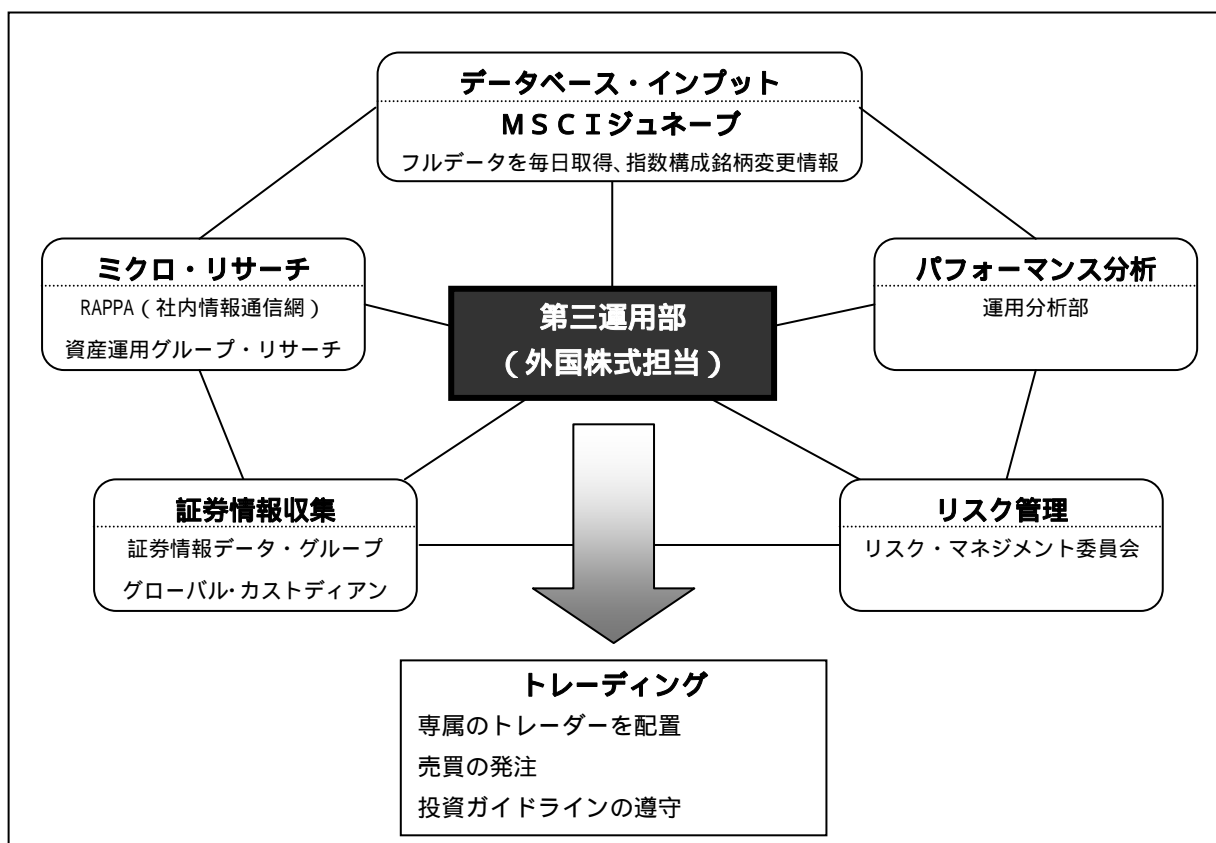 データベース・インプット
ＭＳＣＩジュネーブ
フルデータを毎日取得、指数構成銘柄変更情報
ミクロ・リサーチ
RAPPA（社内情報通信網）
資産運用グループ・リサーチ
パフォーマンス分析
運用分析部
第三運用部
（外国株式担当）
証券情報収集
証券情報データ・グループ
グローバル・カストディアン
リスク管理
リスク・マネジメント委員会
トレーディング
専属のトレーダーを配置
売買の発注
投資ガイドラインの遵守